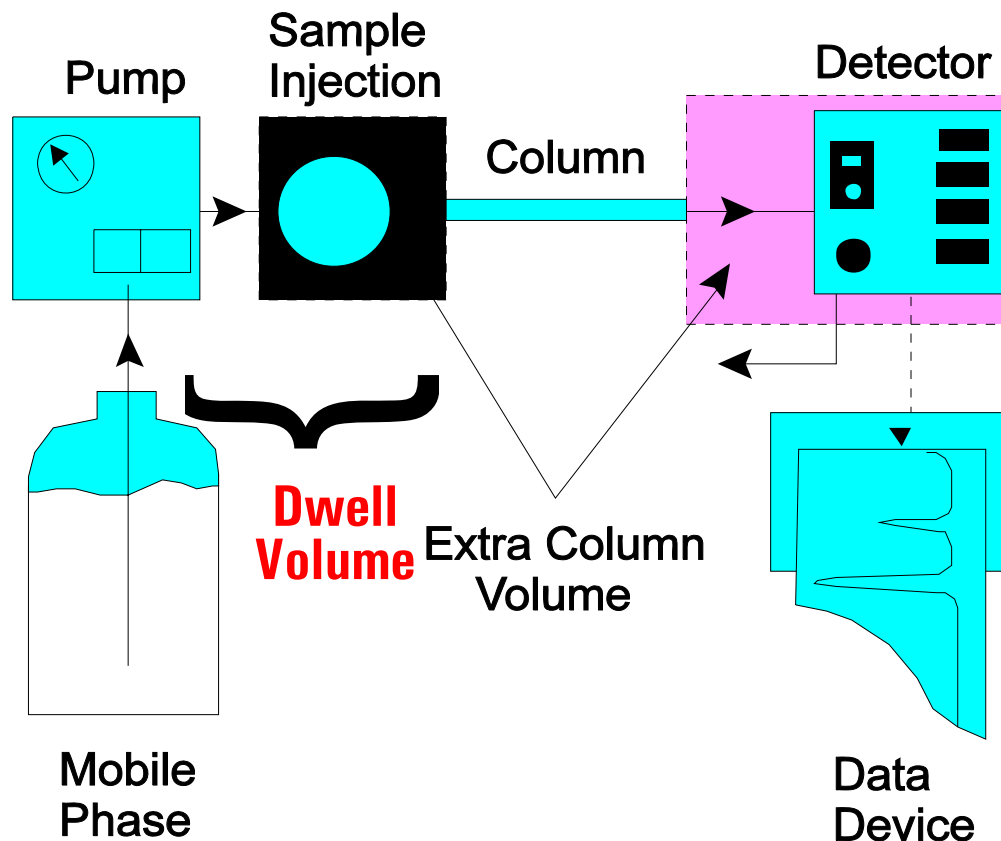 Pump
Sample
Injection
Column
Detector
Dwell
Volume
Extra Column
Volume
Mobile
Phase
Data
Device